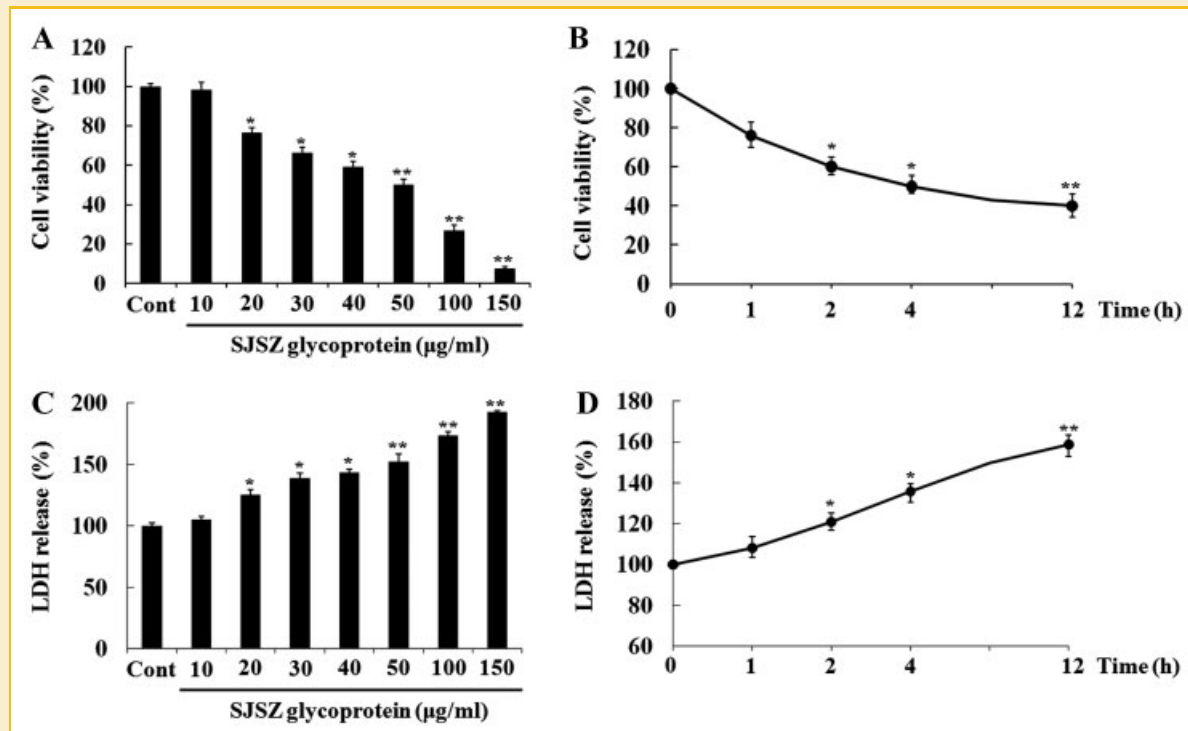 A
Cell viability (%)
120
100
80
60
40
20
0
* * * ** ** **
Cont 10 20 30 40 50 100 150
SJSZ glycoprotein (µg/ml)
B
Cell viability (%)
120
100
80
60
40
20
0
* * **
0 1 2 4 12 Time (h)
C
LDH release (%)
200
150
100
50
0
* * * ** ** **
Cont 10 20 30 40 50 100 150
SJSZ glycoprotein (µg/ml)
D
LDH release (%)
180
160
140
120
100
80
60
* * **
0 1 2 4 12 Time (h)